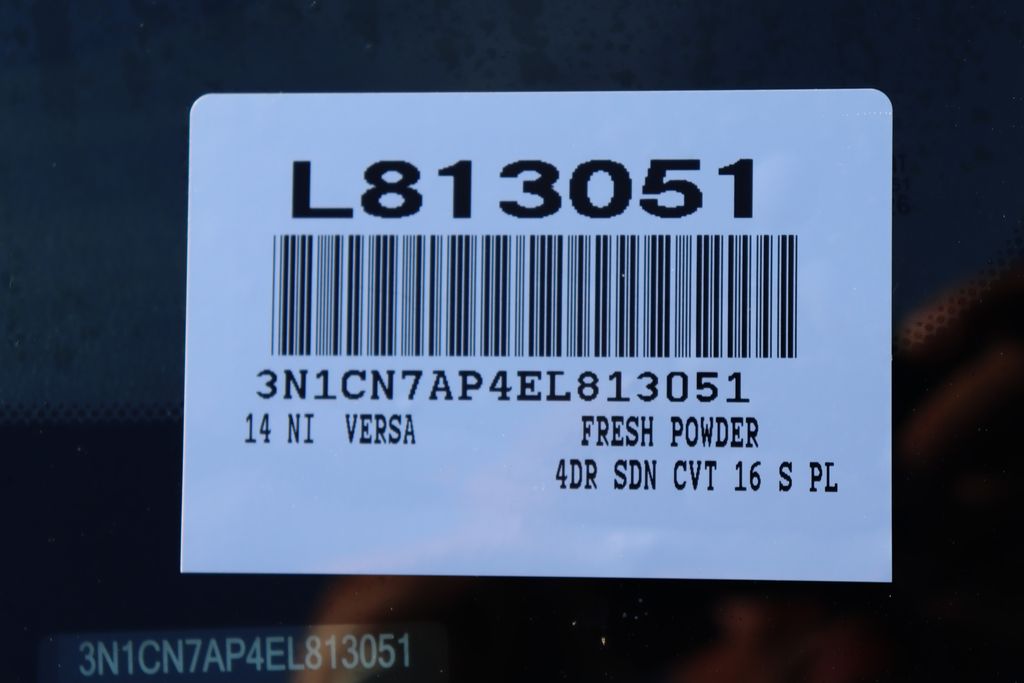 L813051
3N1CN7AP4EL813051
14 NI VERSA
FRESH POWDER
4DR SDN CVT 16 S PL
3N1CN7AP4EL813051